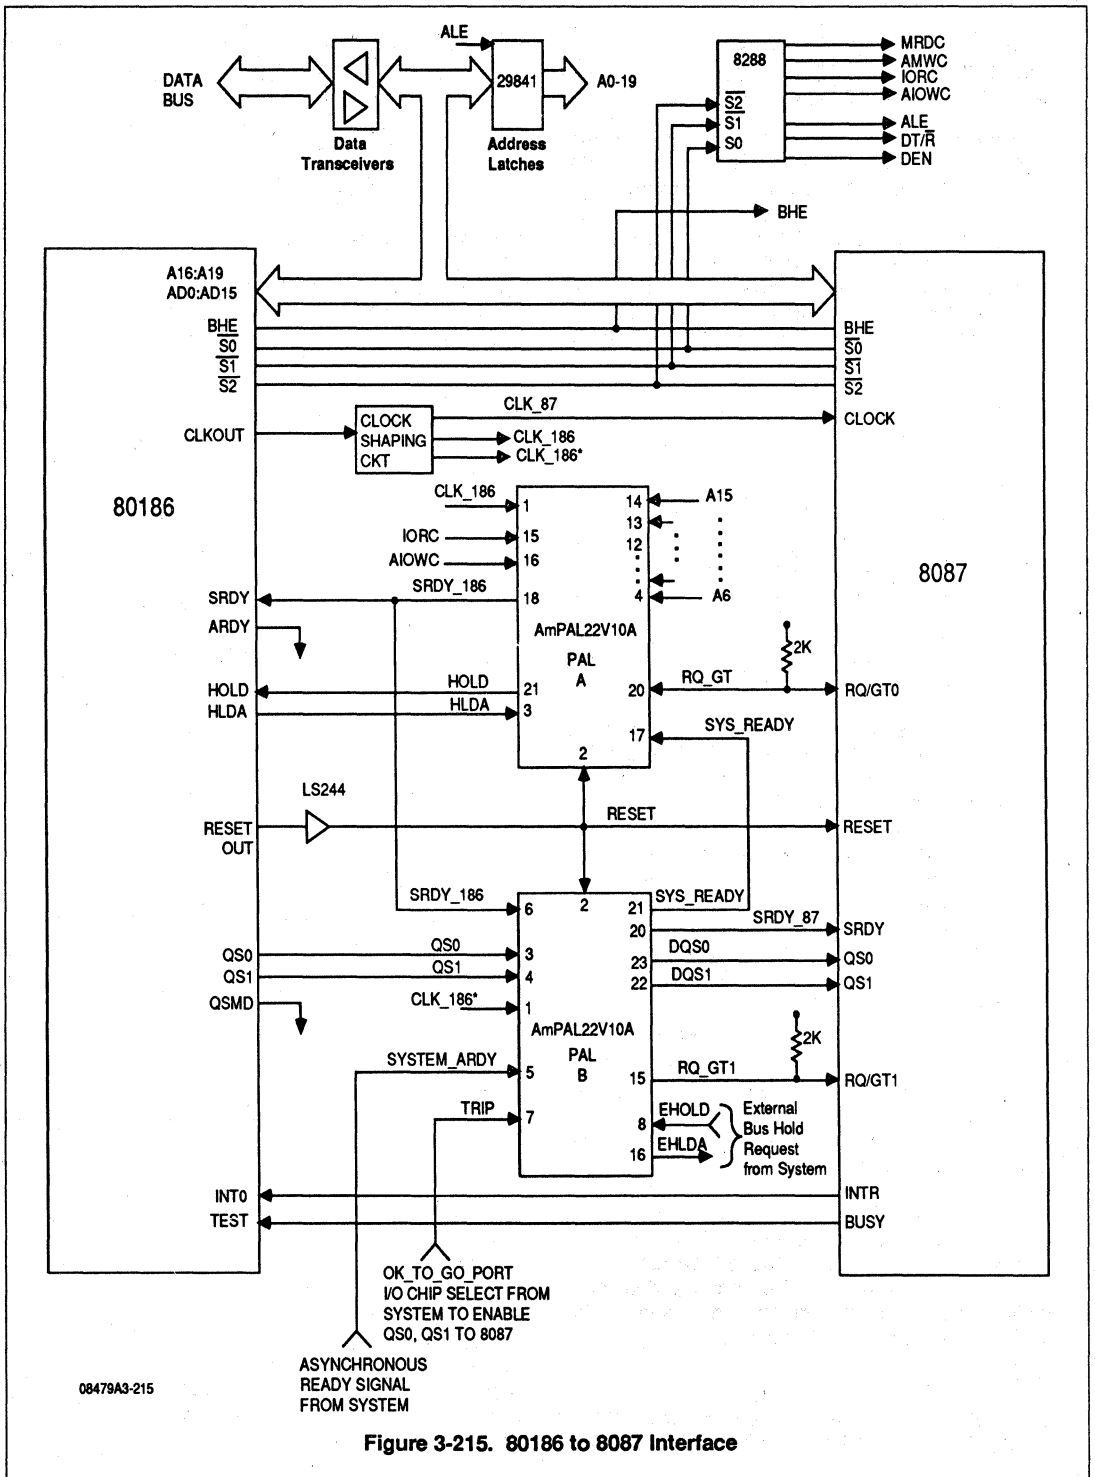 ALE
DATA
BUS
Data
Transceivers
29841
A0-19
Address
Latches
8288
S2
S1
S0
MRDC
AMWC
IORC
AIOWC
ALE
DT/R
DEN
BHE
A16:A19
AD0:AD15
BHE
S0
S1
S2
BHE
S0
S1
S2
CLKOUT
CLOCK
SHAPING
CKT
CLK_87
CLK_186
CLK_186*
CLOCK
80186
8087
CLK_186
1
IORC
15
AIOWC
16
SRDY
SRDY_186
18
ARDY
14
A15
13
12
4
A6
AmPAL22V10A
PAL
A
HOLD
HOLD
21
HLDA
HLDA
3
20
RQ_GT
2K
RQ/GT0
17
SYS_READY
2
LS244
RESET
OUT
RESET
RESET
SRDY_186
6
2
21
SYS_READY
20
SRDY_87
SRDY
QS0
QS0
3
23
DQS0
QS0
QS1
QS1
4
22
DQS1
QS1
QSMD
CLK_186*
1
AmPAL22V10A
PAL
B
2K
SYSTEM_ARDY
5
15
RQ_GT1
RQ/GT1
TRIP
7
8
EHOLD
16
EHLDA
External
Bus Hold
Request
from System
INT0
INTR
TEST
BUSY
OK_TO_GO_PORT
I/O CHIP SELECT FROM
SYSTEM TO ENABLE
QS0, QS1 TO 8087
ASYNCHRONOUS
READY SIGNAL
FROM SYSTEM
08479A3-215
Figure 3-215. 80186 to 8087 Interface